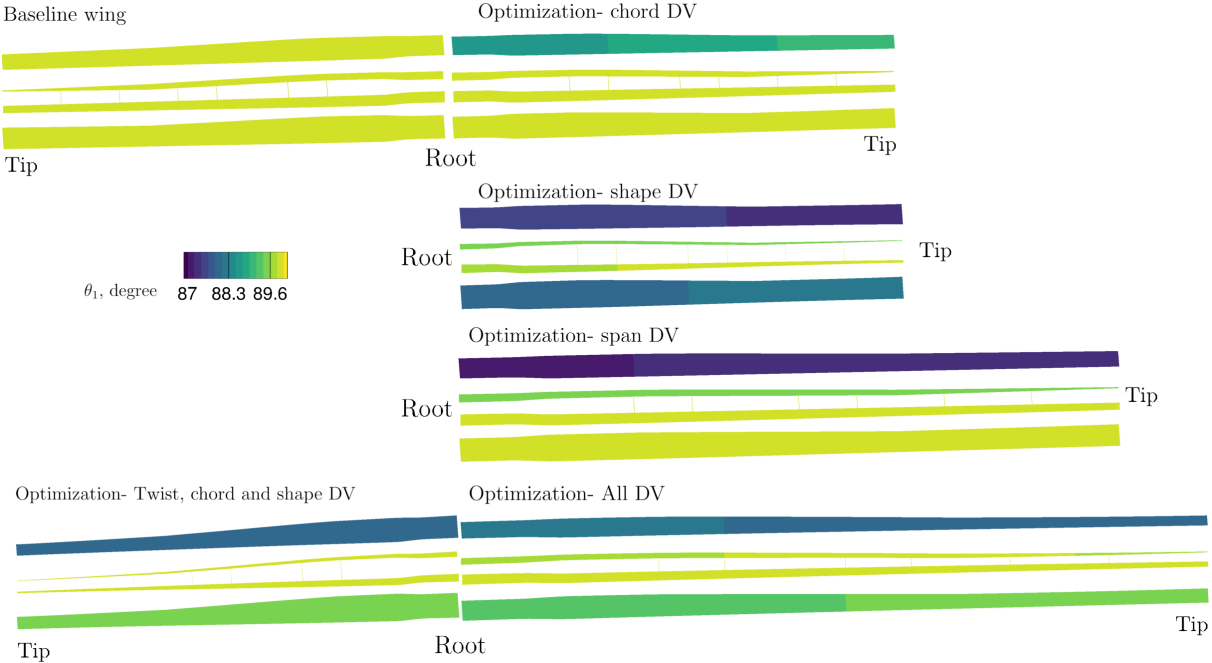 Baseline wing
Optimization- chord DV
Tip
Root
Tip
Optimization- shape DV
Root
Tip
θ₁, degree
87 88.3 89.6
Optimization- span DV
Root
Tip
Optimization- Twist, chord and shape DV
Optimization- All DV
Tip
Root
Tip